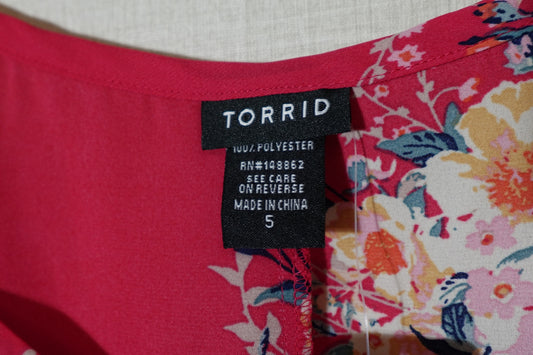 TORRID
100% POLYESTER
RN#148862
SEE CARE
ON REVERSE
MADE IN CHINA
5